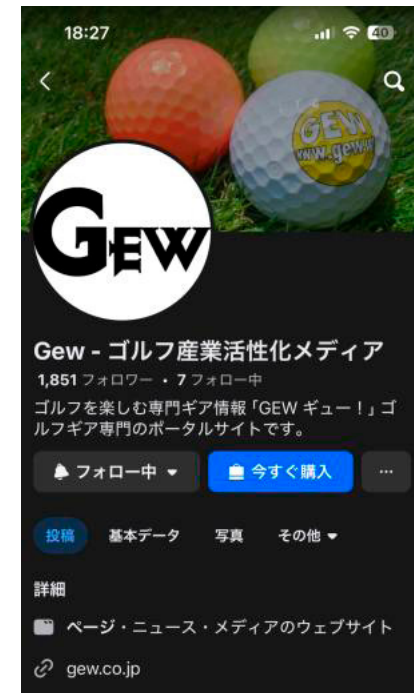 18:27
40
GEW
www.gew
GEW
Gew - ゴルフ産業活性化メディア
1,851 フォロワー • 7 フォロー中
ゴルフを楽しむ専門ギア情報「GEW ギュー！」ゴ
ルフギア専門のポータルサイトです。
フォロー中
今すぐ購入
...
投稿
基本データ
写真
その他
詳細
ページ・ニュース・メディアのウェブサイト
gew.co.jp